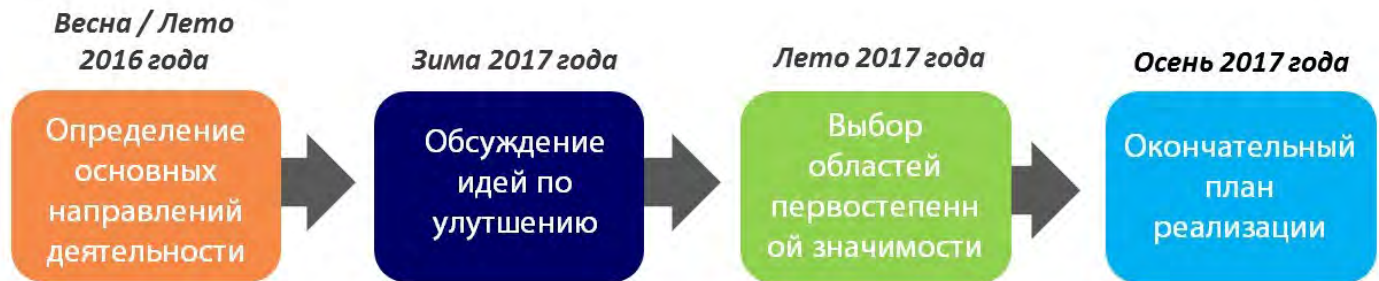 Весна / Лето
2016 года
Зима 2017 года
Лето 2017 года
Осень 2017 года
Определение
основных
направлений
деятельности
Обсуждение
идей по
улутшению
Выбор
областей
первостепенн
ой значимости
Окончательный
план
реализации